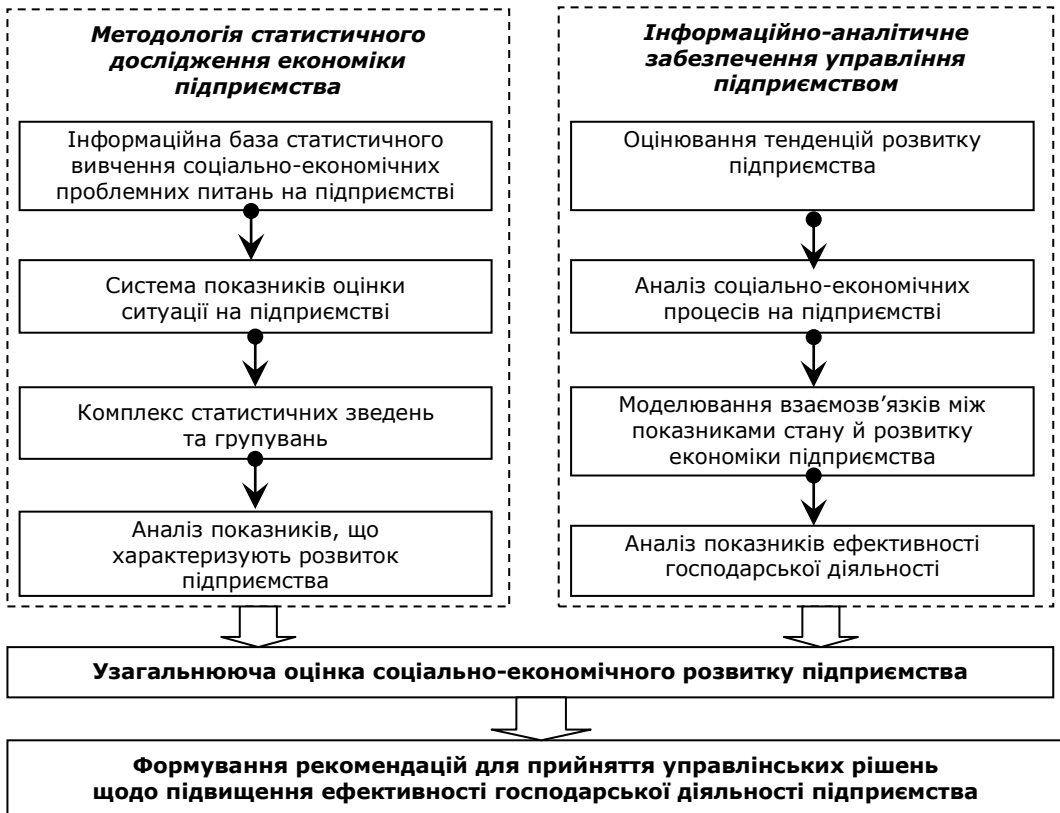 Методологія статистичного
дослідження економіки
підприємства
Інформаційна база статистичного
вивчення соціально-економічних
проблемних питань на підприємстві
Система показників оцінки
ситуації на підприємстві
Комплекс статистичних зведень
та групувань
Аналіз показників, що
характеризують розвиток
підприємства
Інформаційно-аналітичне
забезпечення управління
підприємством
Оцінювання тенденцій розвитку
підприємства
Аналіз соціально-економічних
процесів на підприємстві
Моделювання взаємозв’язків між
показниками стану й розвитку
економіки підприємства
Аналіз показників ефективності
господарської діяльності
Узагальнююча оцінка соціально-економічного розвитку підприємства
Формування рекомендацій для прийняття управлінських рішень
щодо підвищення ефективності господарської діяльності підприємства